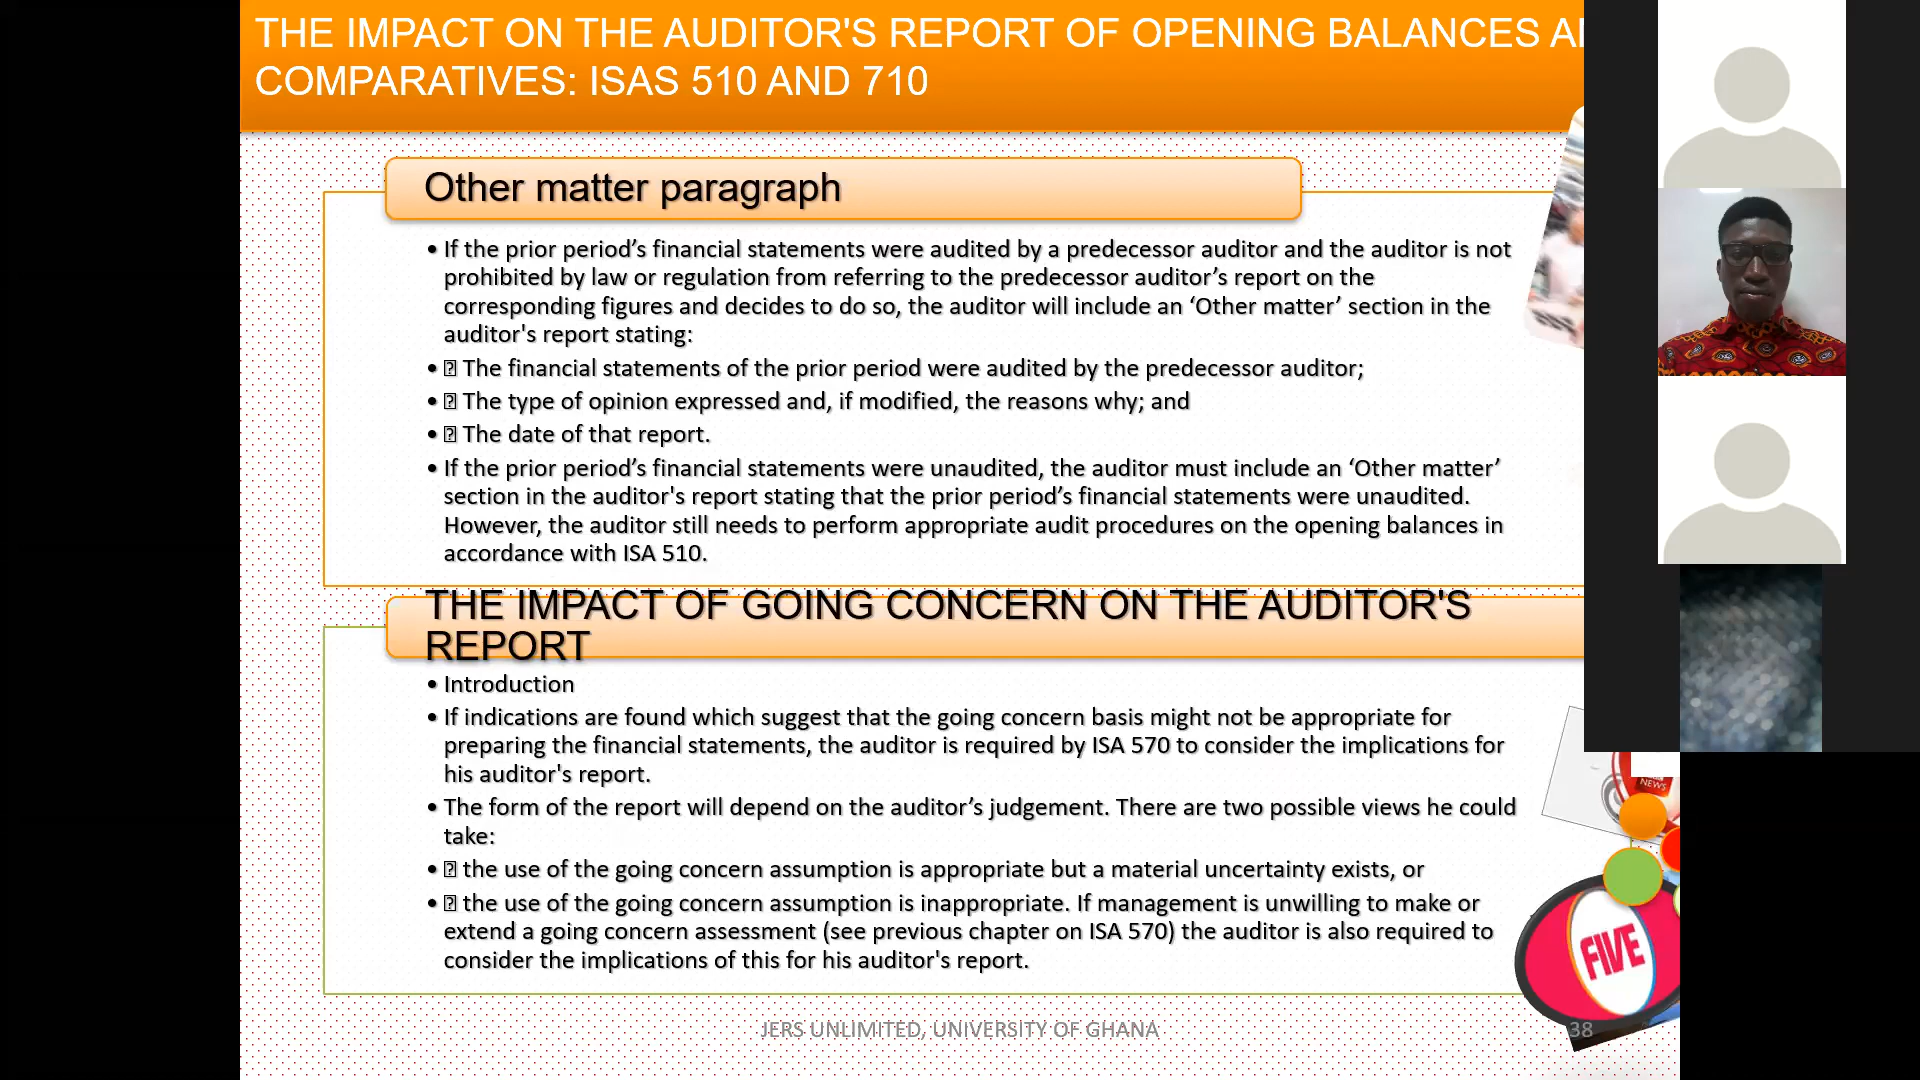 THE IMPACT ON THE AUDITOR'S REPORT OF OPENING BALANCES
COMPARATIVES: ISAS 510 AND 710
Other matter paragraph
• If the prior period’s financial statements were audited by a predecessor auditor and the auditor is not
prohibited by law or regulation from referring to the predecessor auditor’s report on the
corresponding figures and decides to do so, the auditor will include an ‘Other matter’ section in the
auditor's report stating:
• The financial statements of the prior period were audited by the predecessor auditor;
• The type of opinion expressed and, if modified, the reasons why; and
• The date of that report.
• If the prior period’s financial statements were unaudited, the auditor must include an ‘Other matter’
section in the auditor's report stating that the prior period’s financial statements were unaudited.
However, the auditor still needs to perform appropriate audit procedures on the opening balances in
accordance with ISA 510.
THE IMPACT OF GOING CONCERN ON THE AUDITOR'S
REPORT
• Introduction
• If indications are found which suggest that the going concern basis might not be appropriate for
preparing the financial statements, the auditor is required by ISA 570 to consider the implications for
his auditor's report.
• The form of the report will depend on the auditor’s judgement. There are two possible views he could
take:
• the use of the going concern assumption is appropriate but a material uncertainty exists, or
• the use of the going concern assumption is inappropriate. If management is unwilling to make or
extend a going concern assessment (see previous chapter on ISA 570) the auditor is also required to
consider the implications of this for his auditor's report.
NEWS
FIVE
JERS UNLIMITED, UNIVERSITY OF GHANA
38